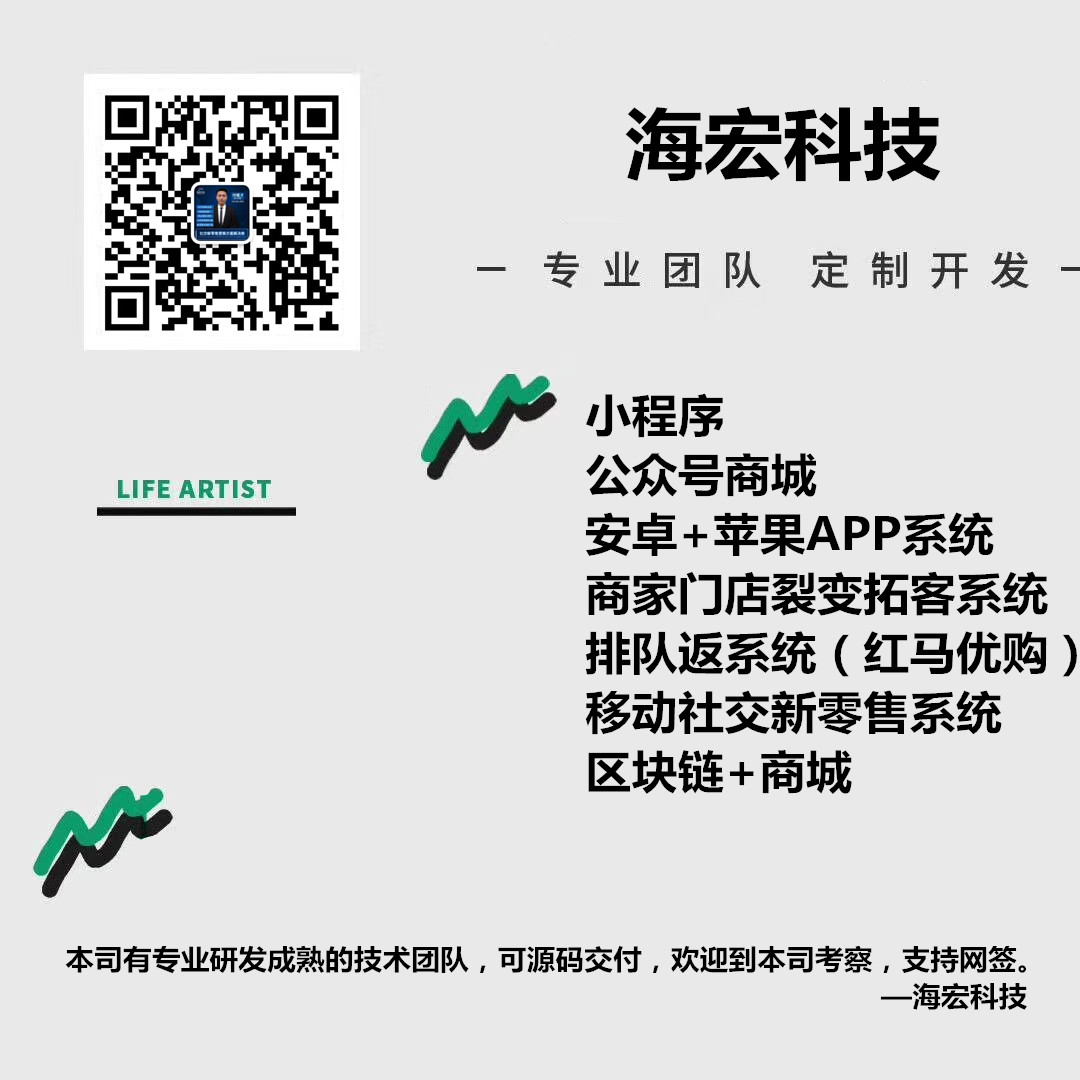 海宏科技
— 专业团队 定制开发 —
小程序
公众号商城
安卓+苹果APP系统
商家门店裂变拓客系统
排队返系统（红马优购）
移动社交新零售系统
区块链+商城
LIFE ARTIST
本司有专业研发成熟的技术团队，可源码交付，欢迎到本司考察，支持网签。
—海宏科技